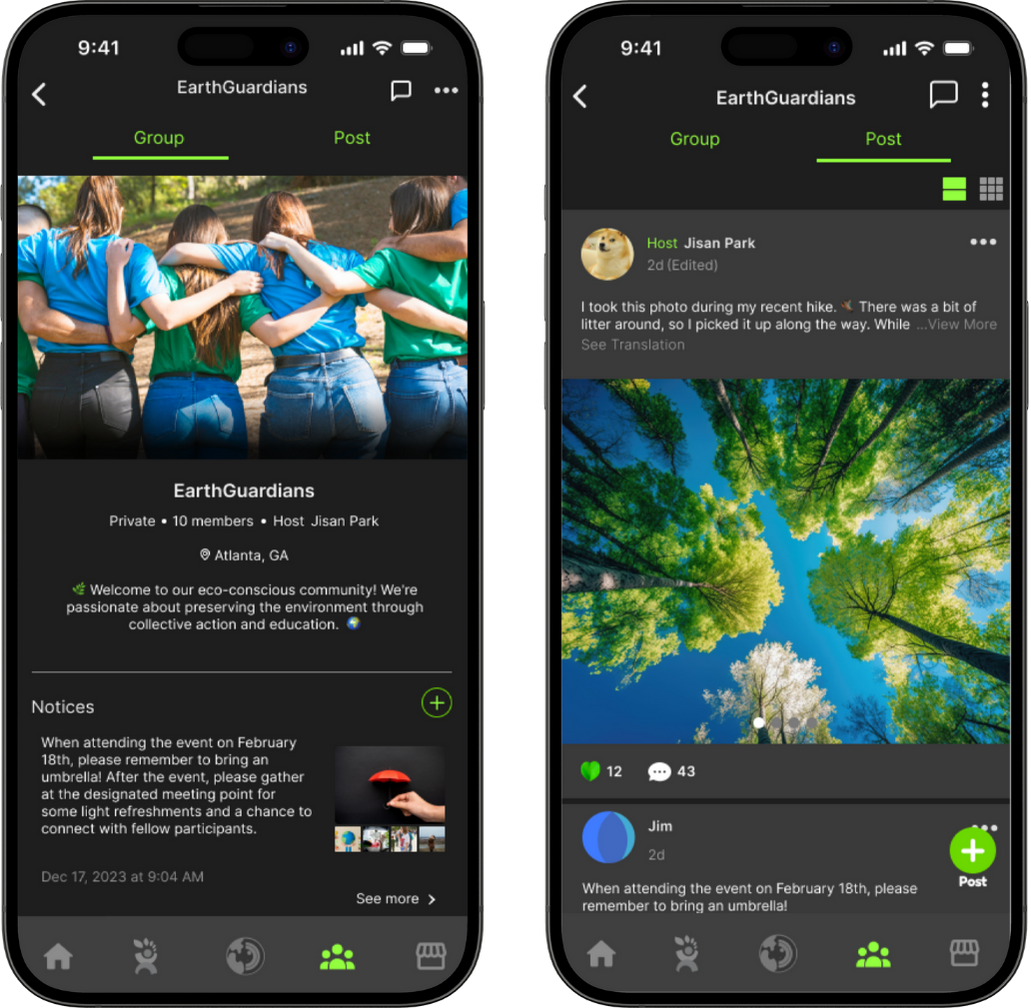 9:41
EarthGuardians
Group Post
EarthGuardians
Private • 10 members • Host Jisan Park
Atlanta, GA
🌿 Welcome to our eco-conscious community! We're
passionate about preserving the environment through
collective action and education. 🌍
Notices
When attending the event on February
18th, please remember to bring an
umbrella! After the event, please gather
at the designated meeting point for
some light refreshments and a chance to
connect with fellow participants.
Dec 17, 2023 at 9:04 AM
See more
9:41
EarthGuardians
Group Post
Host Jisan Park
2d (Edited)
I took this photo during my recent hike. There was a bit of
litter around, so I picked it up along the way. While ...View More
See Translation
12 43
Jim
2d
When attending the event on February 18th, please
remember to bring an umbrella!
Post